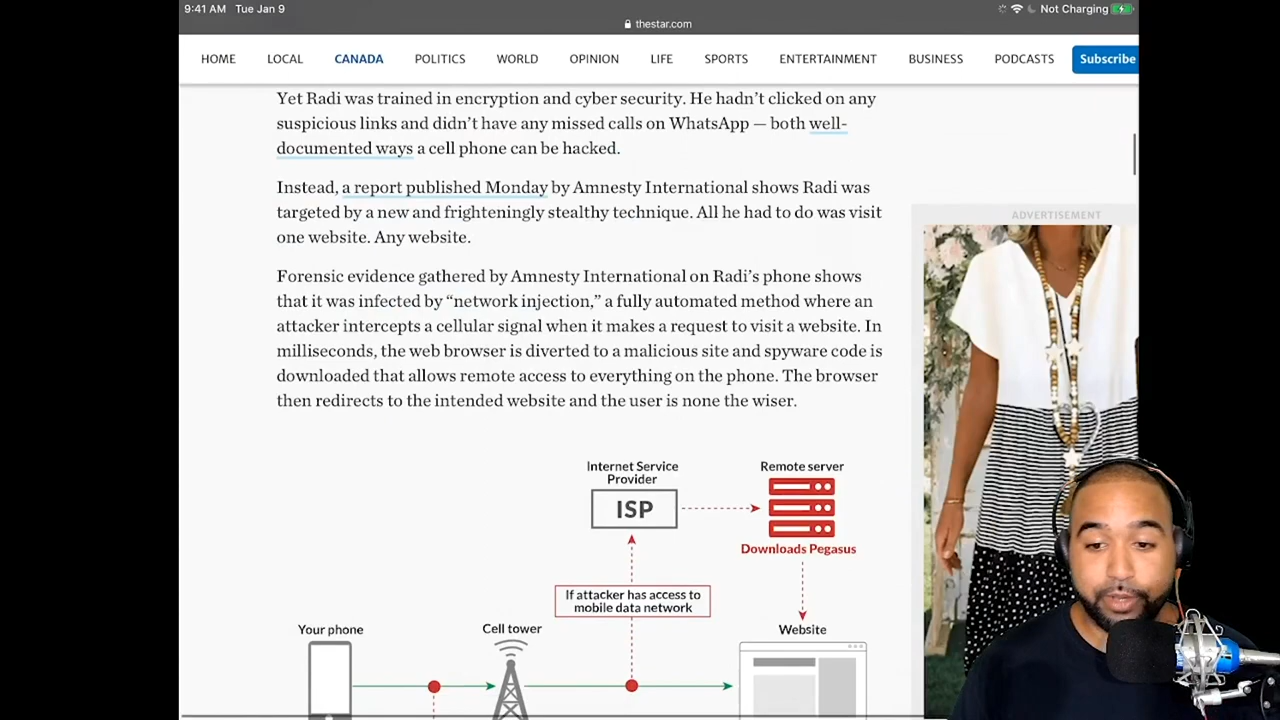 9:41 AM Tue Jan 9
Not Charging
thestar.com
HOME LOCAL CANADA POLITICS WORLD OPINION LIFE SPORTS ENTERTAINMENT BUSINESS PODCASTS Subscribe
Yet Radi was trained in encryption and cyber security. He hadn’t clicked on any
suspicious links and didn’t have any missed calls on WhatsApp — both well-
documented ways a cell phone can be hacked.
Instead, a report published Monday by Amnesty International shows Radi was
targeted by a new and frighteningly stealthy technique. All he had to do was visit
one website. Any website.
Forensic evidence gathered by Amnesty International on Radi’s phone shows
that it was infected by “network injection,” a fully automated method where an
attacker intercepts a cellular signal when it makes a request to visit a website. In
milliseconds, the web browser is diverted to a malicious site and spyware code is
downloaded that allows remote access to everything on the phone. The browser
then redirects to the intended website and the user is none the wiser.
ADVERTISEMENT
Internet Service
Provider
ISP
Remote server
Downloads Pegasus
If attacker has access to
mobile data network
Your phone
Cell tower
Website